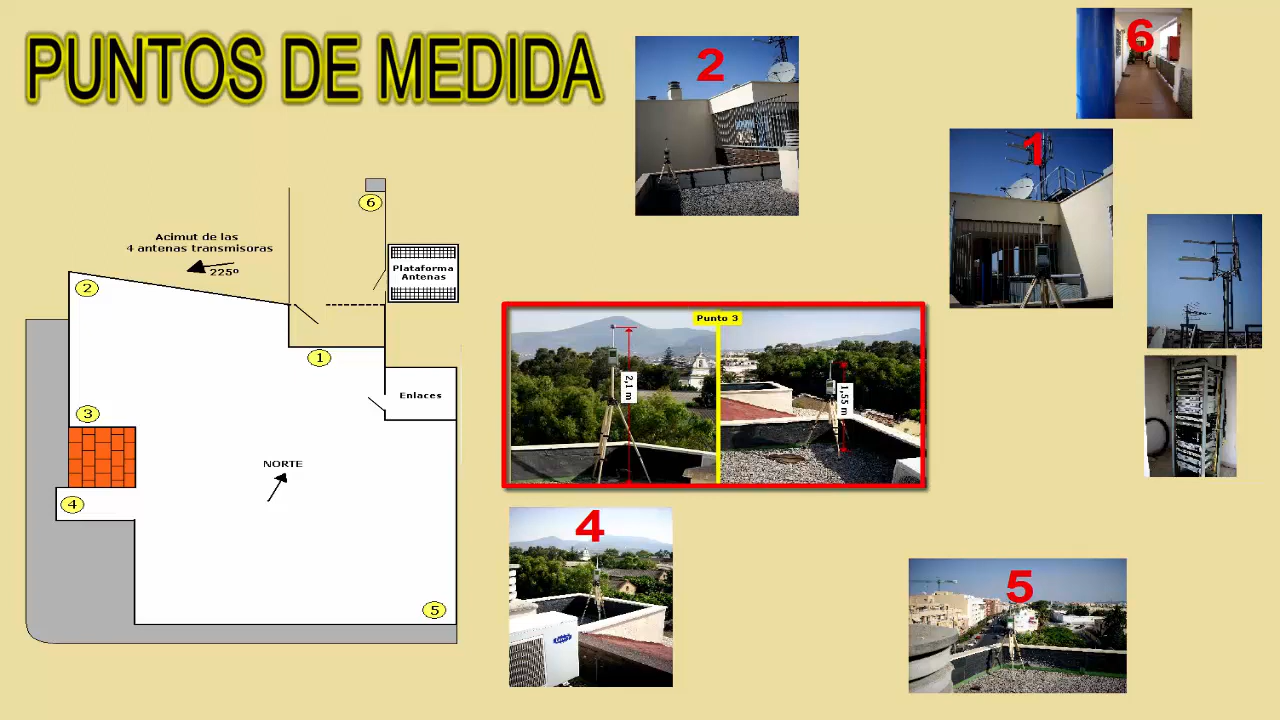 PUNTOS DE MEDIDA
2
6
1
6
Acimut de las
4 antenas transmisoras
225º
Plataforma
Antenas
2
1
Enlaces
3
NORTE
4
5
Punto 3
2,1 m
1,55 m
4
5